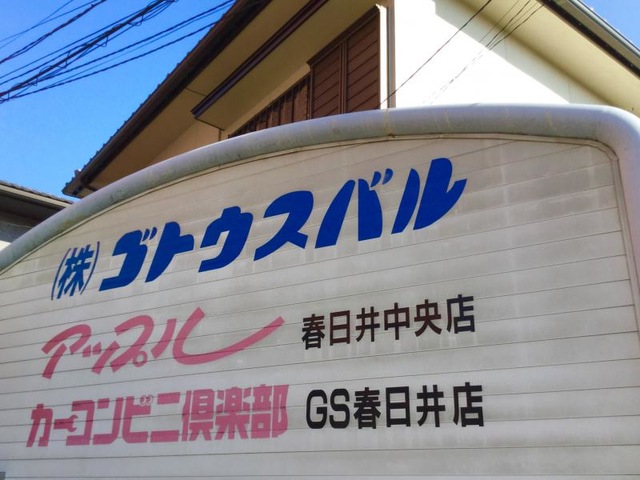 (株)ゴトウスバル
アップル 春日井中央店
カーコンビニ倶楽部 GS春日井店